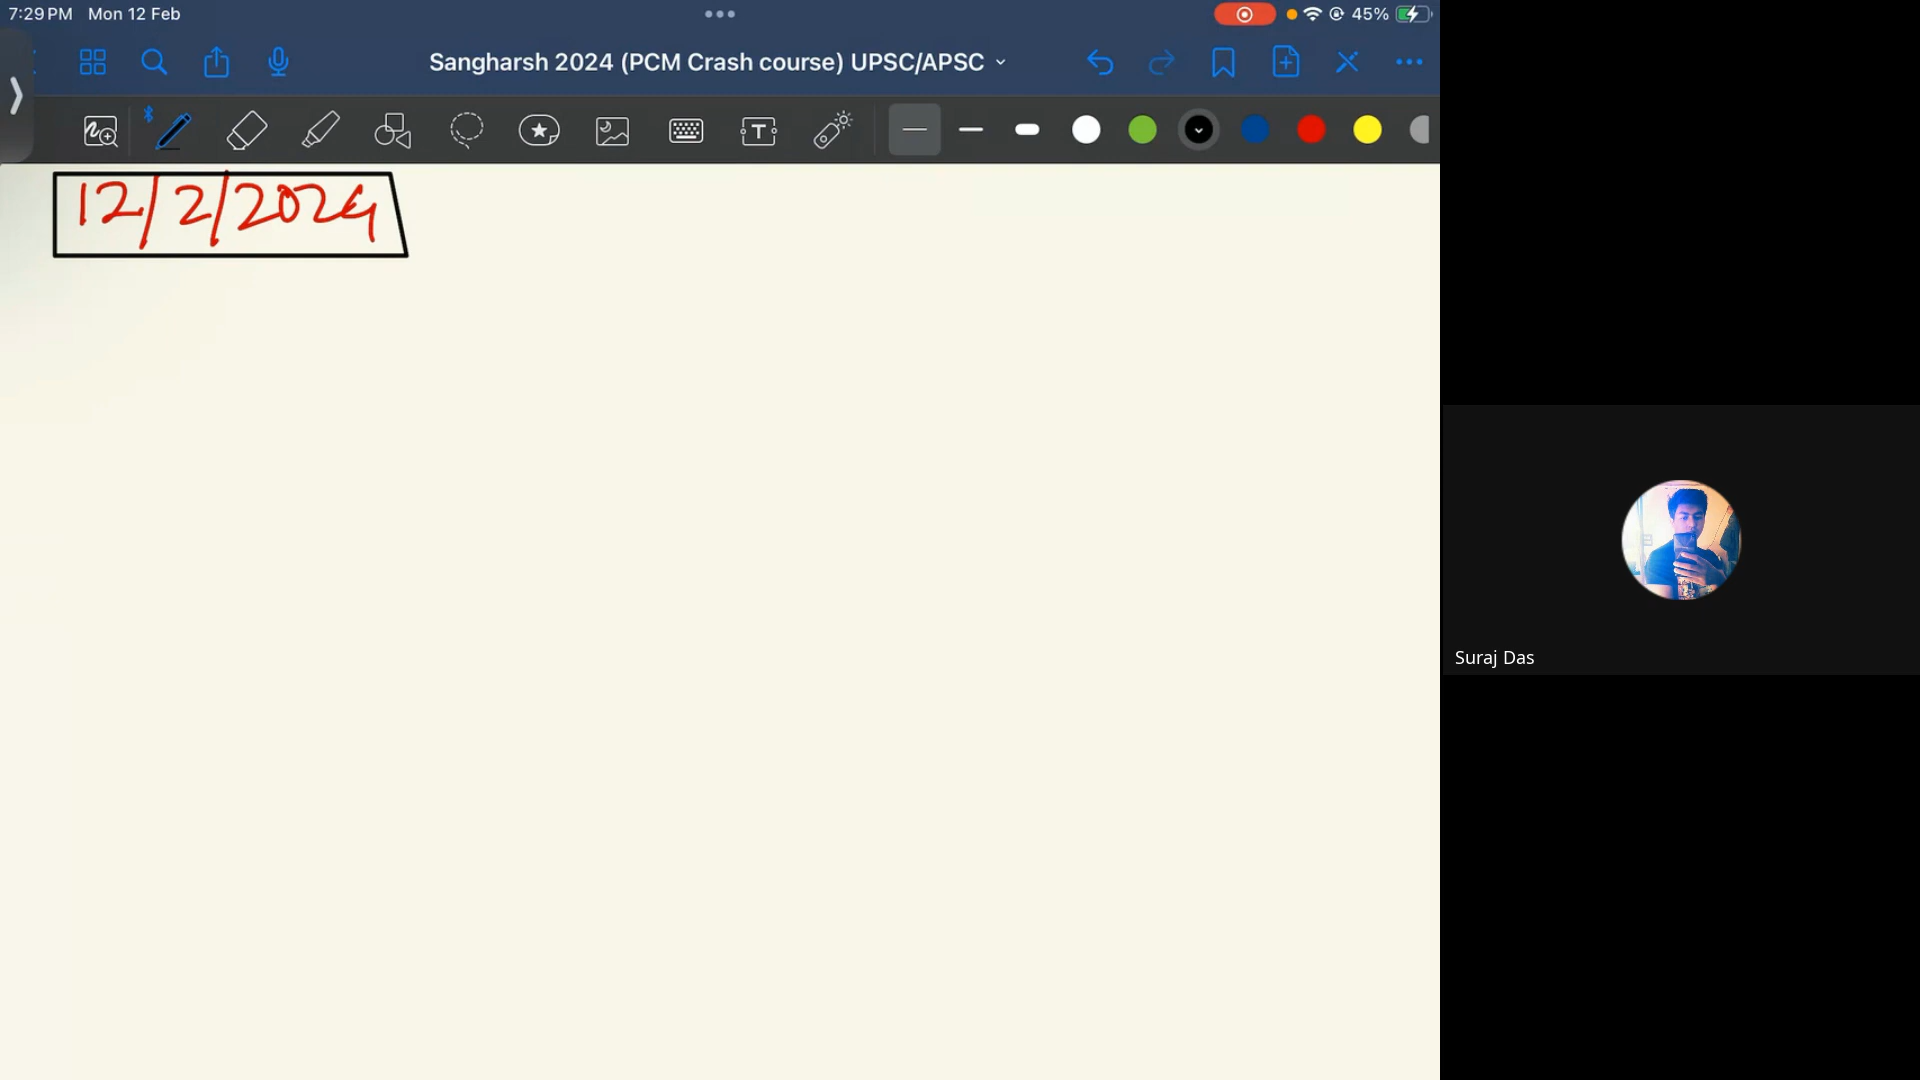 7:29 PM Mon 12 Feb
45%
Sangharsh 2024 (PCM Crash course) UPSC/APSC
T
12/2/2024
Suraj Das